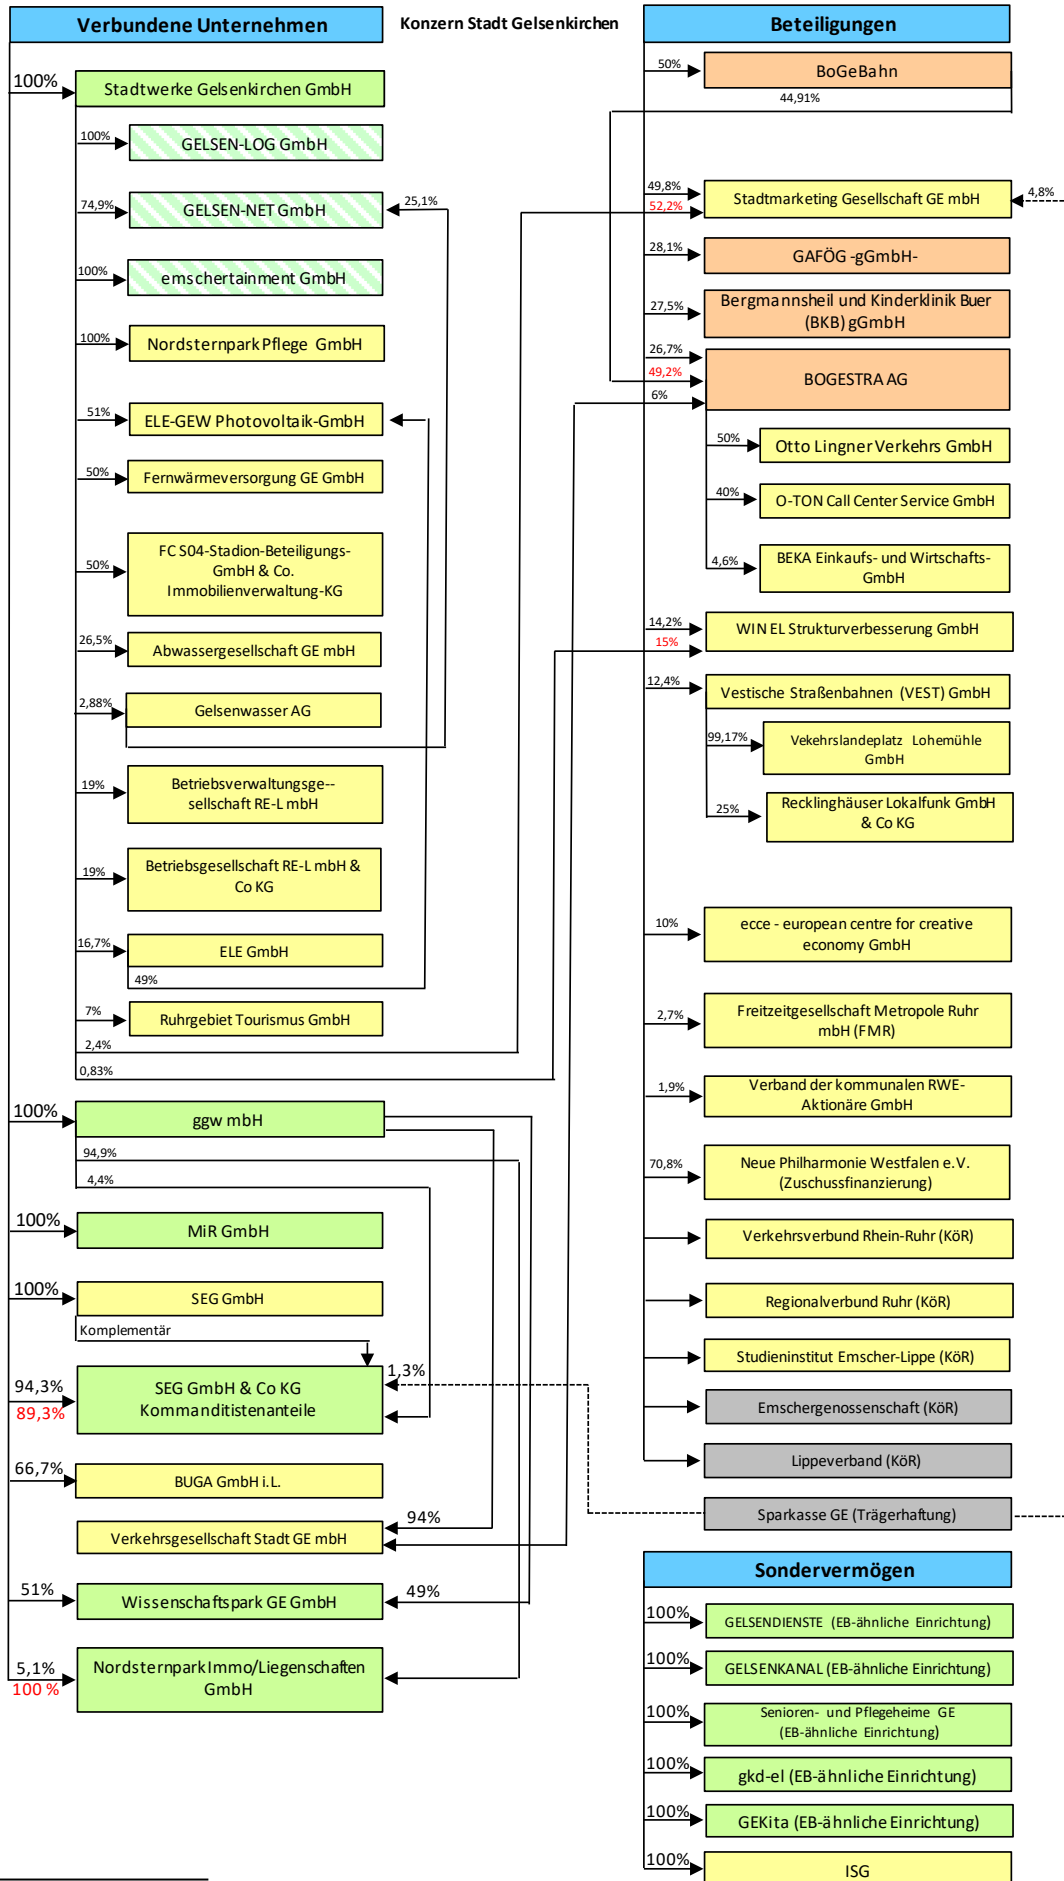 Konzern Stadt Gelsenkirchen
Verbundene Unternehmen
100%
Stadtwerke Gelsenkirchen GmbH
100%
GELSEN-LOG GmbH
74,9%
GELSEN-NET GmbH
25,1%
100%
emschertainment GmbH
100%
Nordsternpark Pflege GmbH
51%
ELE-GEW Photovoltaik-GmbH
50%
Fernwärmeversorgung GE GmbH
50%
FC S04-Stadion-Beteiligungs-
GmbH & Co.
Immobilienverwaltung-KG
26,5%
Abwassergesellschaft GE mbH
2,88%
Gelsenwasser AG
19%
Betriebsverwaltungsge--
sellschaft RE-L mbH
19%
Betriebsgesellschaft RE-L mbH &
Co KG
16,7%
ELE GmbH
49%
7%
Ruhrgebiet Tourismus GmbH
2,4%
0,83%
100%
ggw mbH
94,9%
4,4%
100%
MiR GmbH
100%
SEG GmbH
Komplementär
94,3%
89,3%
SEG GmbH & Co KG
Kommanditistenanteile
1,3%
66,7%
BUGA GmbH i.L.
Verkehrsgesellschaft Stadt GE mbH
94%
51%
Wissenschaftspark GE GmbH
49%
5,1%
100 %
Nordsternpark Immo/Liegenschaften
GmbH
Beteiligungen
50%
BoGeBahn
44,91%
49,8%
52,2%
Stadtmarketing Gesellschaft GE mbH
4,8%
28,1%
GAFÖG -gGmbH-
27,5%
Bergmannsheil und Kinderklinik Buer
(BKB) gGmbH
26,7%
49,2%
6%
BOGESTRA AG
50%
Otto Lingner Verkehrs GmbH
40%
O-TON Call Center Service GmbH
4,6%
BEKA Einkaufs- und Wirtschafts-
GmbH
14,2%
15%
WIN EL Strukturverbesserung GmbH
12,4%
Vestische Straßenbahnen (VEST) GmbH
99,17%
Vekehrslandeplatz Lohemühle
GmbH
25%
Recklinghäuser Lokalfunk GmbH
& Co KG
10%
ecce - european centre for creative
economy GmbH
2,7%
Freitzeitgesellschaft Metropole Ruhr
mbH (FMR)
1,9%
Verband der kommunalen RWE-
Aktionäre GmbH
70,8%
Neue Philharmonie Westfalen e.V.
(Zuschussfinanzierung)
Verkehrsverbund Rhein-Ruhr (KöR)
Regionalverbund Ruhr (KöR)
Studieninstitut Emscher-Lippe (KöR)
Emschergenossenschaft (KöR)
Lippeverband (KöR)
Sparkasse GE (Trägerhaftung)
Sondervermögen
100%
GELSENDIENSTE (EB-ähnliche Einrichtung)
100%
GELSENKANAL (EB-ähnliche Einrichtung)
100%
Senioren- und Pflegeheime GE
(EB-ähnliche Einrichtung)
100%
gkd-el (EB-ähnliche Einrichtung)
100%
GEKita (EB-ähnliche Einrichtung)
100%
ISG